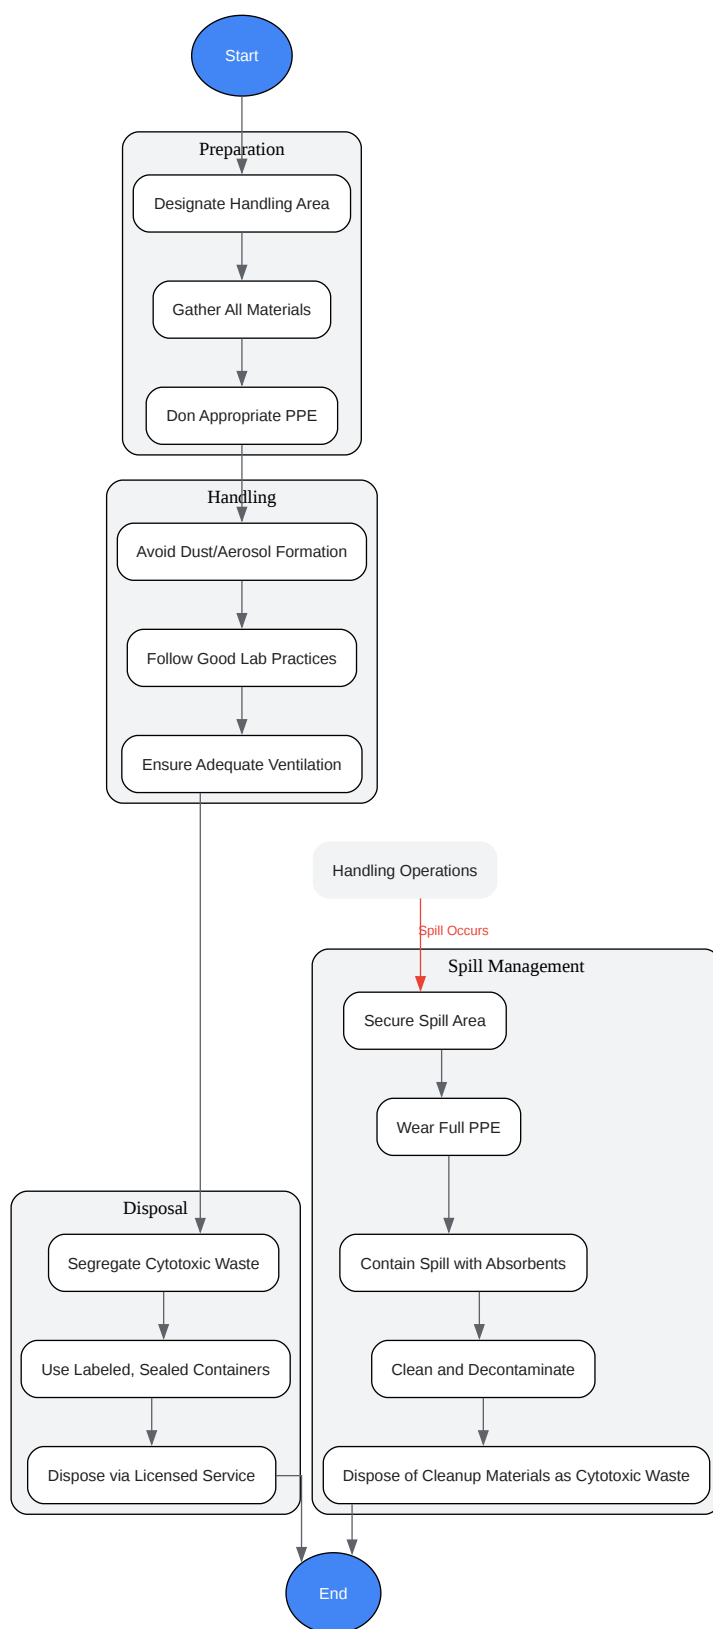 Start
Preparation
Designate Handling Area
Gather All Materials
Don Appropriate PPE
Handling
Avoid Dust/Aerosol Formation
Follow Good Lab Practices
Ensure Adequate Ventilation
Handling Operations
Spill Occurs
Spill Management
Secure Spill Area
Wear Full PPE
Contain Spill with Absorbents
Clean and Decontaminate
Dispose of Cleanup Materials as Cytotoxic Waste
Disposal
Segregate Cytotoxic Waste
Use Labeled, Sealed Containers
Dispose via Licensed Service
End